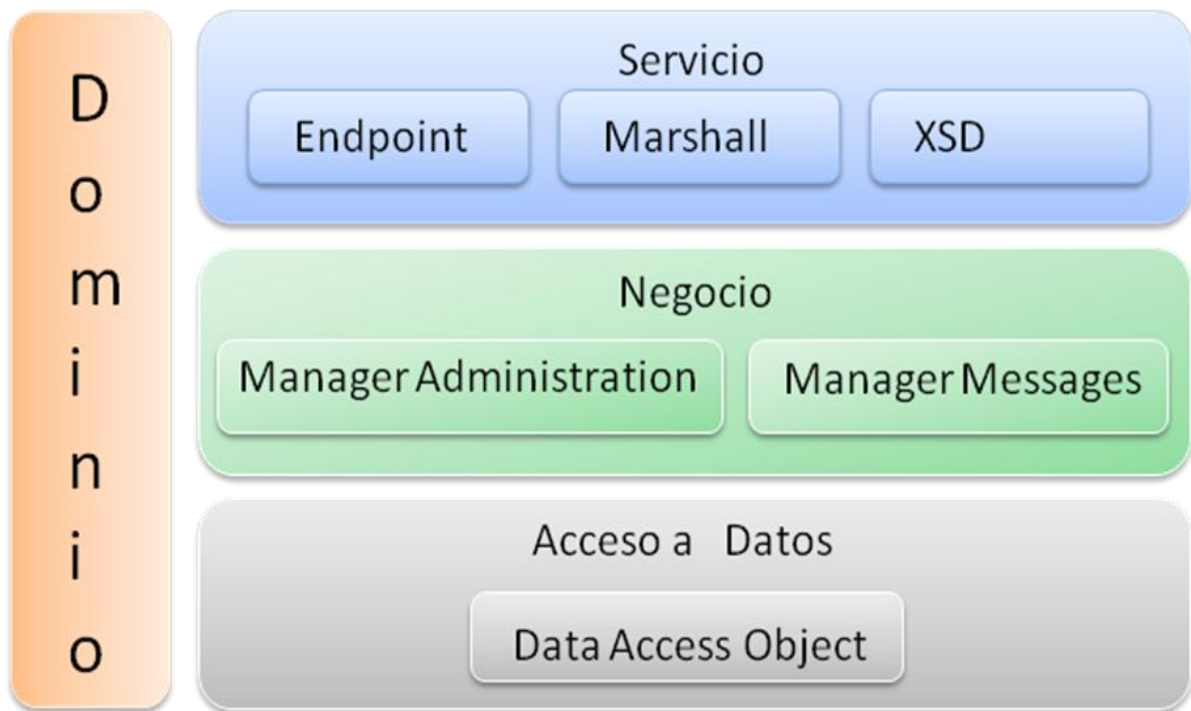 Dominio
Servicio
Endpoint
Marshall
XSD
Negocio
Manager Administration
Manager Messages
Acceso a Datos
Data Access Object